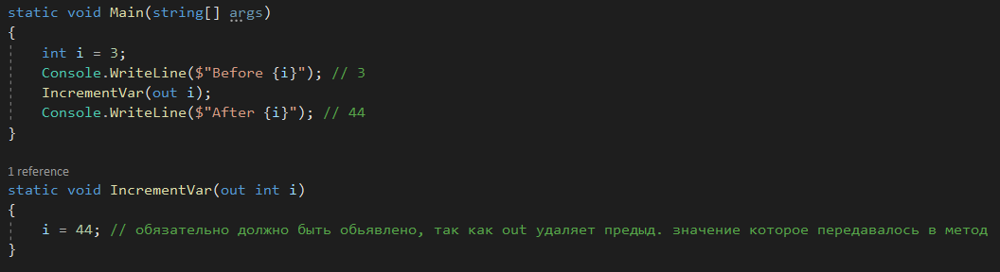 static void Main(string[] args)
{
int i = 3;
Console.WriteLine($"Before {i}"); // 3
IncrementVar(out i);
Console.WriteLine($"After {i}"); // 44
}
1 reference
static void IncrementVar(out int i)
{
i = 44; // обязательно должно быть обьявлено, так как out удаляет предыд. значение которое передавалось в метод
}